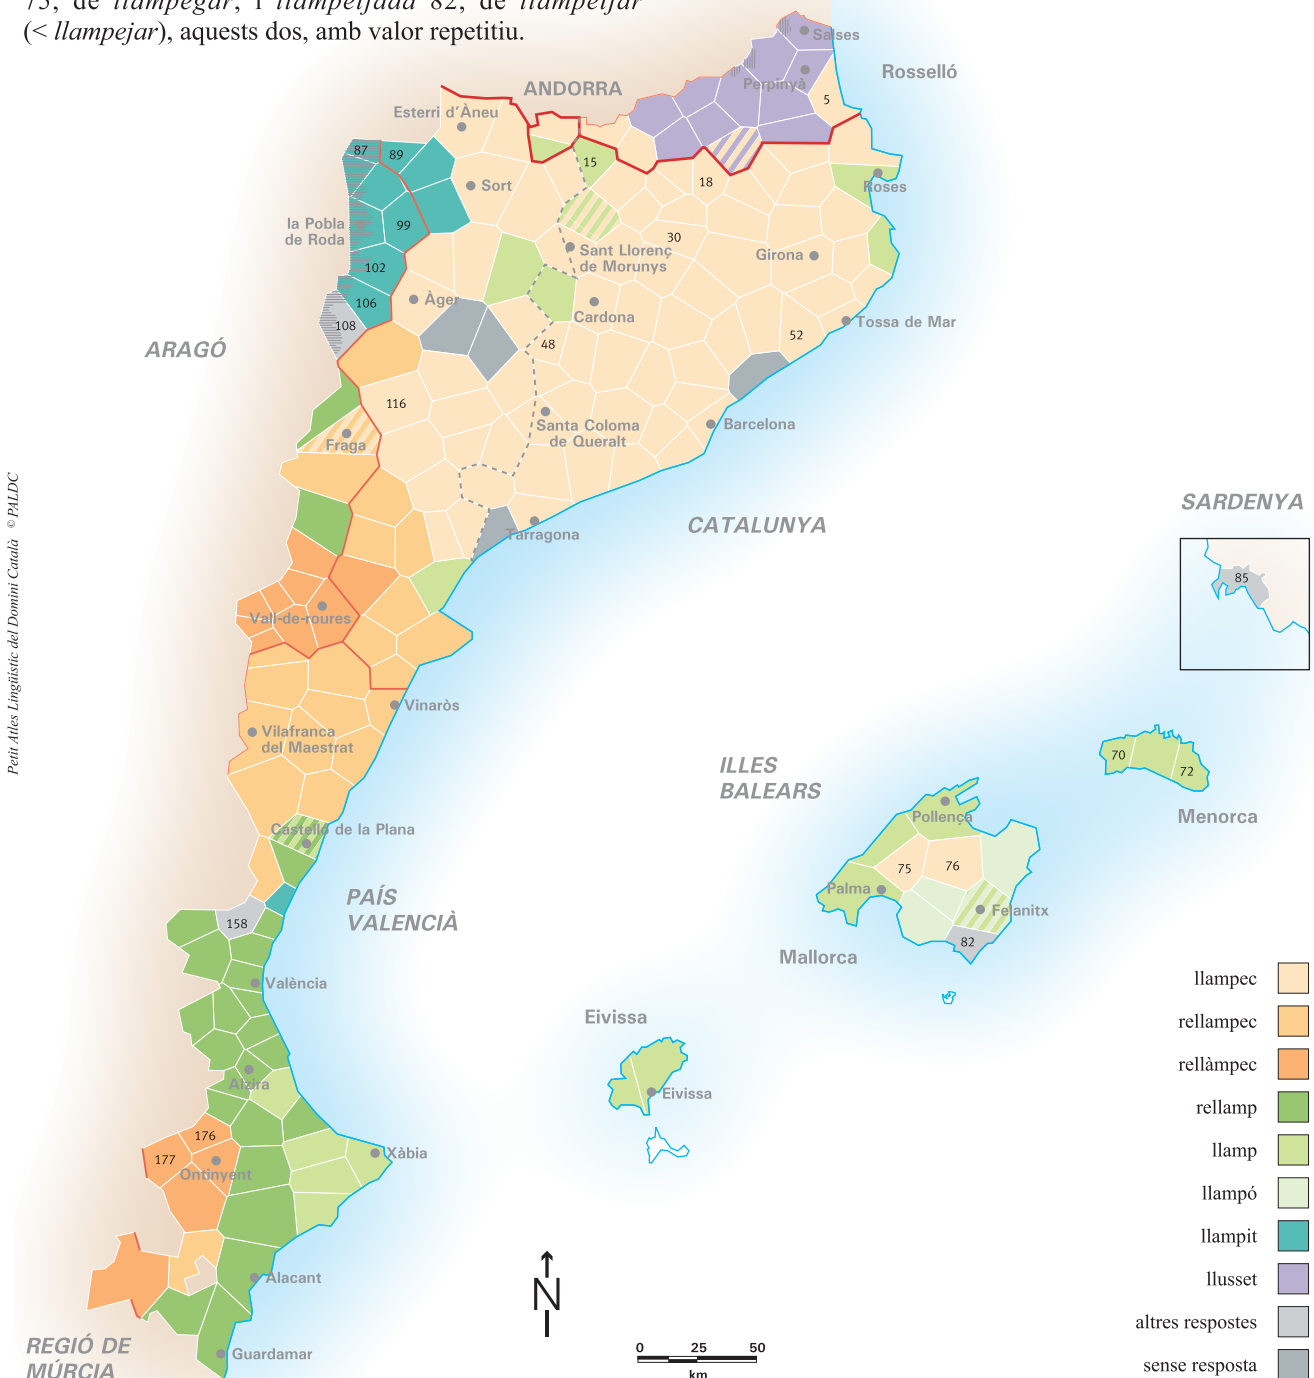 75, de llampegar, i llampeijada 82, de llampeijar
(< llampejar), aquests dos, amb valor repetitiu.
Salses
Rosselló
ANDORRA
Perpinyà
5
Esterri d'Àneu
87
89
15
18
Sort
Roses
la Pobla
de Roda
99
30
Sant Llorenç
de Morunys
Girona
102
106
Àger
Cardona
108
Tossa de Mar
ARAGÓ
48
52
116
Santa Coloma
de Queralt
Barcelona
Fraga
Petit Atles Lingüístic del Domini Català © PALDC
SARDENYA
CATALUNYA
Tarragona
85
Vall-de-roures
Vinaròs
Vilafranca
del Maestrat
ILLES
BALEARS
70
72
Menorca
Pollença
Castelló de la Plana
75
76
Palma
PAÍS
VALENCIÀ
Felanitx
158
82
Mallorca
València
Eivissa
Alzira
Eivissa
176
177
Ontinyent
Xàbia
Alacant
Guardamar
REGIÓ DE
MÚRCIA
N
0 25 50
km
llampec
rellampec
rellàmpec
rellamp
llamp
llampó
llampit
llusset
altres respostes
sense resposta